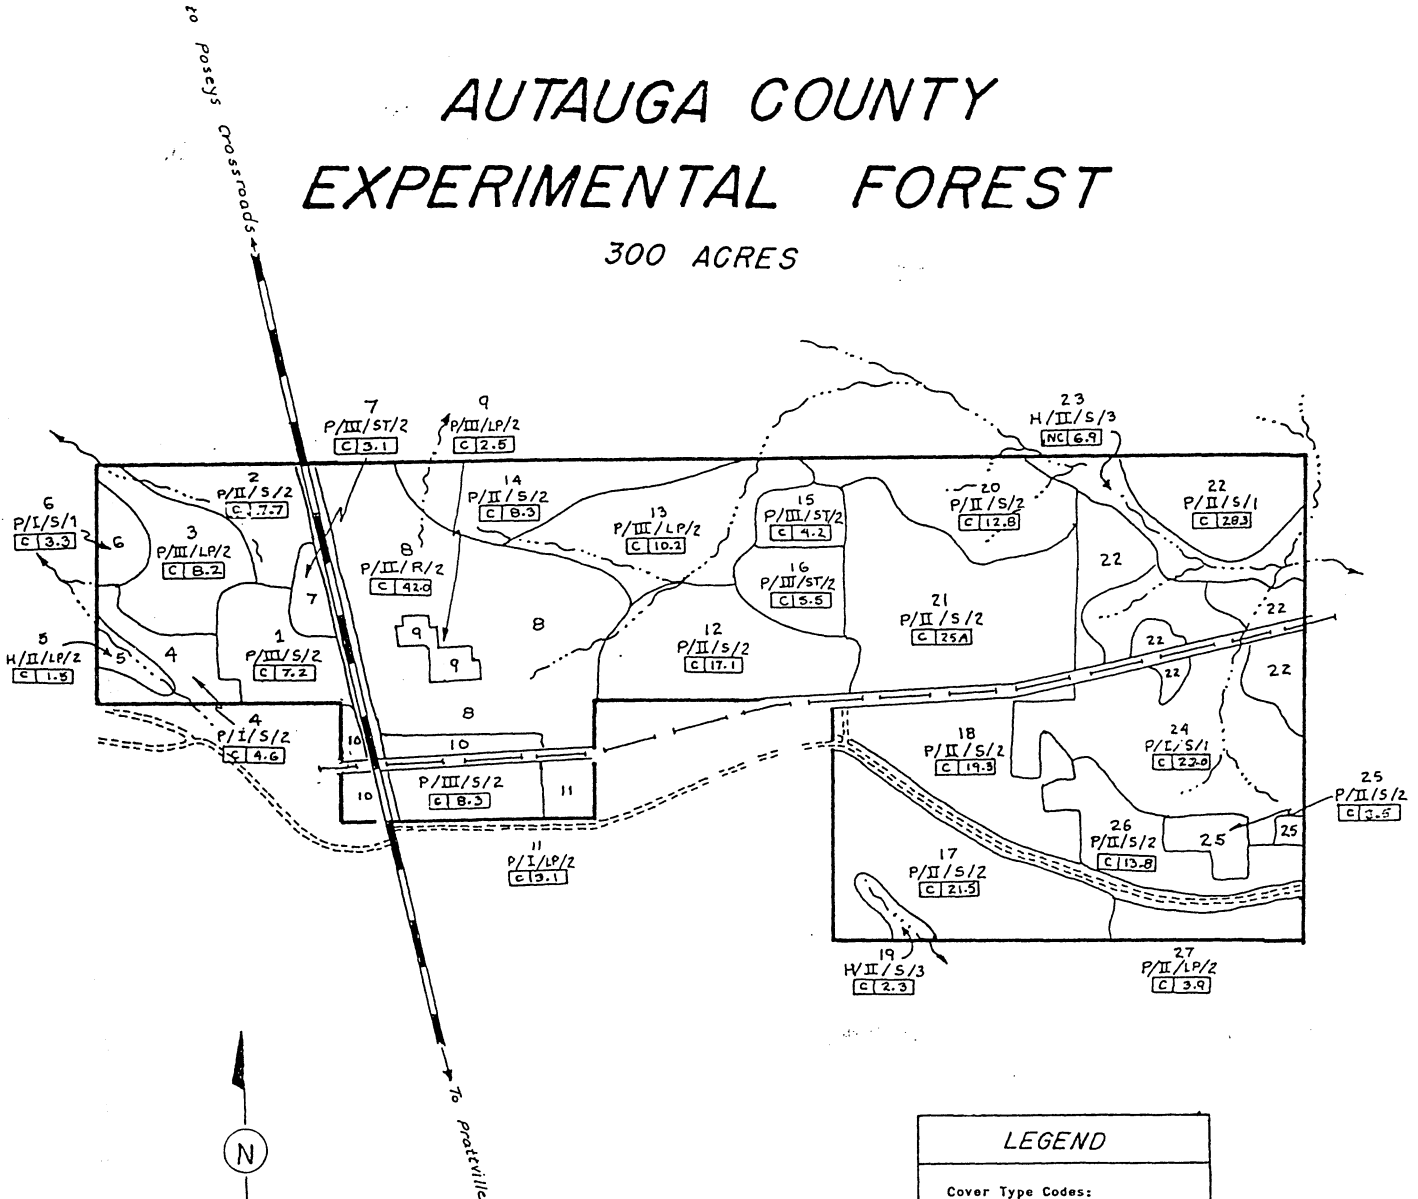 to Poseys Crossroads
AUTAUGA COUNTY
EXPERIMENTAL FOREST
300 ACRES
7
P/III/ST/2
C 3.1
9
P/III/LP/2
C 2.5
23
H/II/S/3
NC 6.9
2
P/II/S/2
C 7.7
14
P/II/S/2
C 8.3
15
P/III/ST/2
C 4.2
20
P/II/S/2
C 12.8
22
P/II/S/1
C 28.3
6
P/I/S/1
C 3.3
6
3
P/III/LP/2
C 8.2
13
P/III/LP/2
C 10.2
8
P/II/R/2
C 42.0
16
P/III/ST/2
C 5.5
22
7
8
21
P/II/S/2
C
22
1
P/III/S/2
C 7.2
9
9
12
P/II/S/2
C 17.1
22
22
22
5
H/II/LP/2
C 1.5
5
4
4
P/I/S/2
C 4.6
8
10
10
10
P/III/S/2
C 8.3
11
11
P/I/LP/2
C 3.1
18
P/II/S/2
C 19.3
24
P/I/S/1
C
25
P/II/S/2
C 3.5
25
25
26
P/II/S/2
C 13.8
17
P/II/S/2
C 21.5
19
H/II/S/3
C 2.3
27
P/II/LP/2
C 3.9
To Prattville
N
LEGEND
Cover Type Codes: